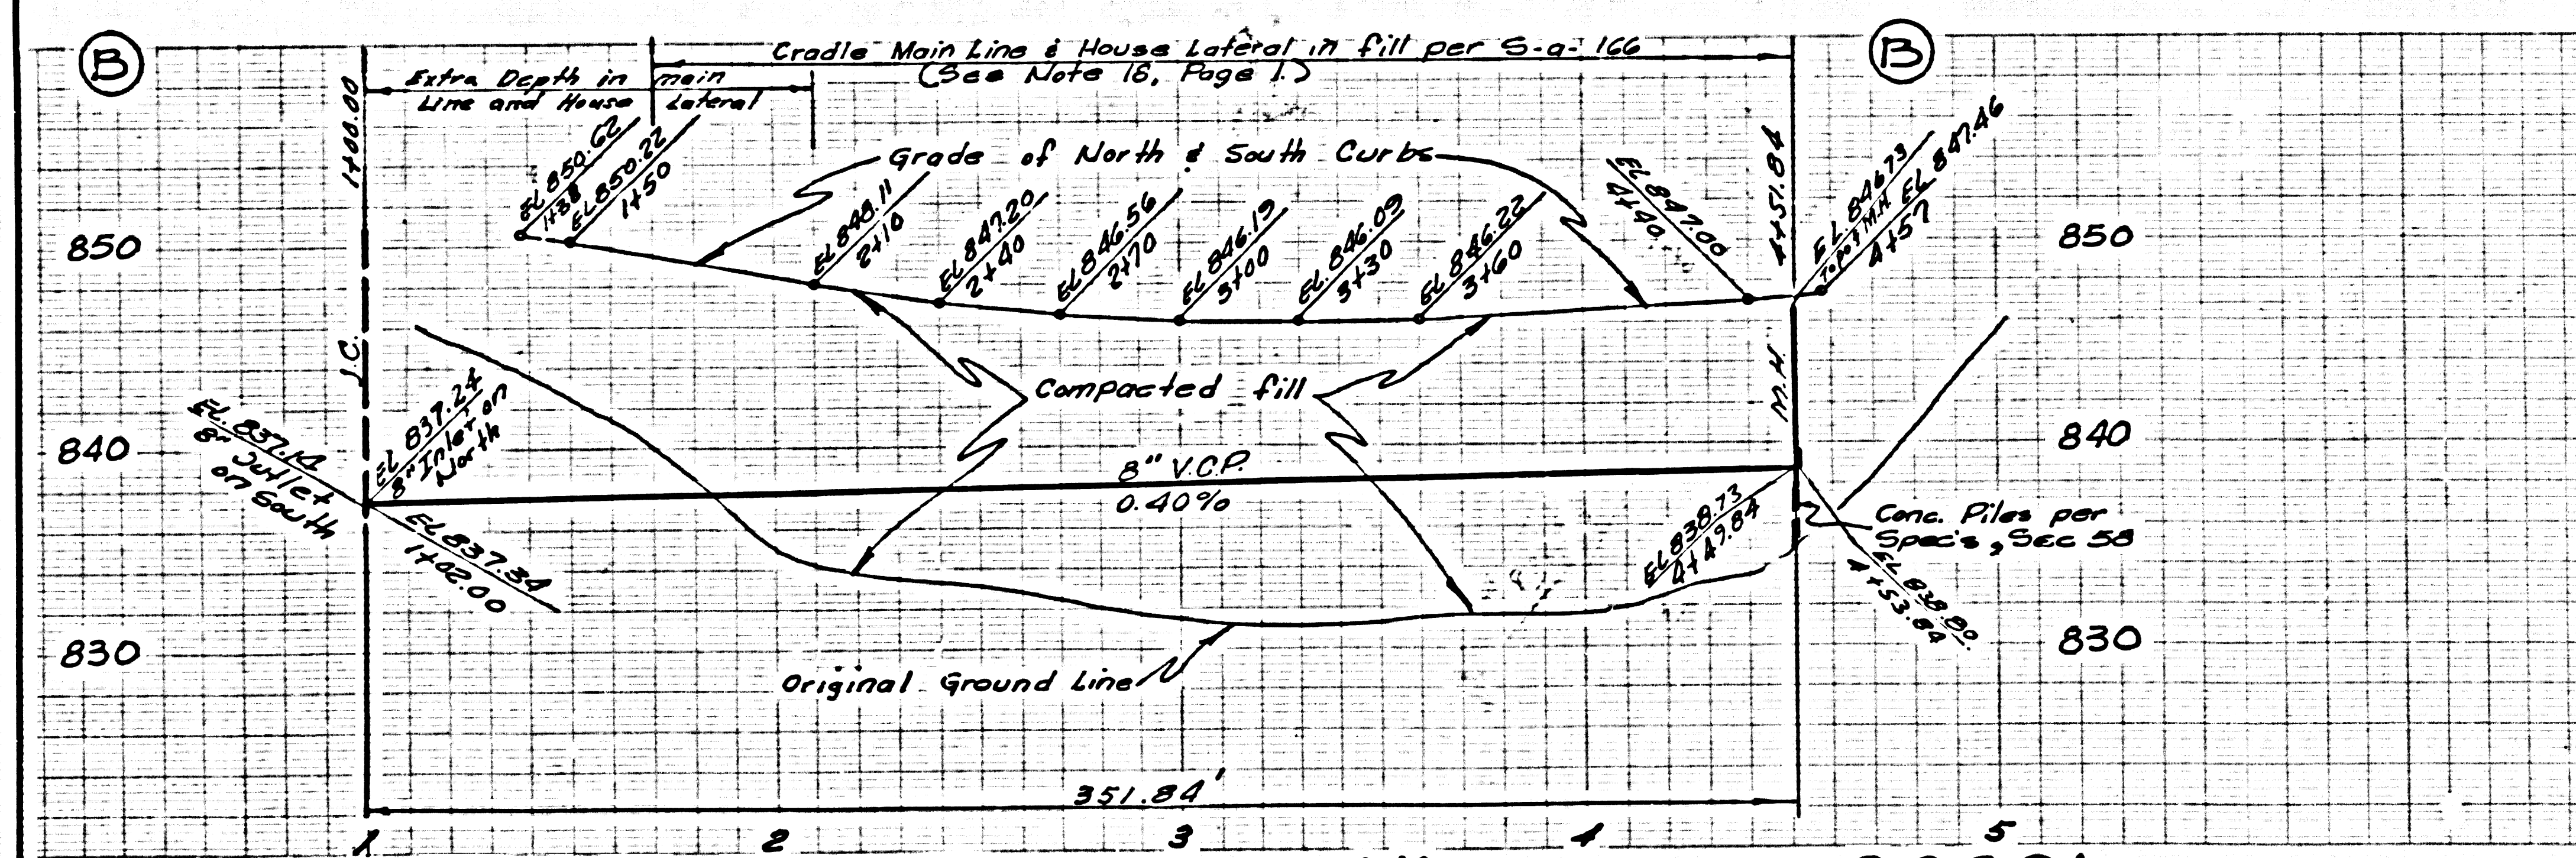 B
B
Cradle Main Line & House Lateral in fill per S-a-166
(See Note 16, Page 1.)
Extra Depth in main
Line and House Lateral
1+00.00
J.C.
EL 850.62
1+38
EL 850.22
1+50
Grade of North & South Curbs
EL 848.11
2+10
EL 847.20
2+40
EL 846.56
2+70
EL 846.19
3+00
EL. 846.09
3+30
EL 846.22
3+60
EL 847.00
4+40
4+51.84
M.H.
EL. 846.73
Top of M.H. EL 847.46
4+57
850
850
Compacted fill
EL. 837.14
8" Outlet
on South
EL 837.24
8" Inlet on
North
840
840
8" V.C.P.
0.40%
EL 837.34
1+02.00
EL 838.73
4+49.84
Conc. Piles per
Spec's, Sec 58
EL 838.80
4+53.84
830
830
Original Ground Line
351.84'
1
2
3
4
5